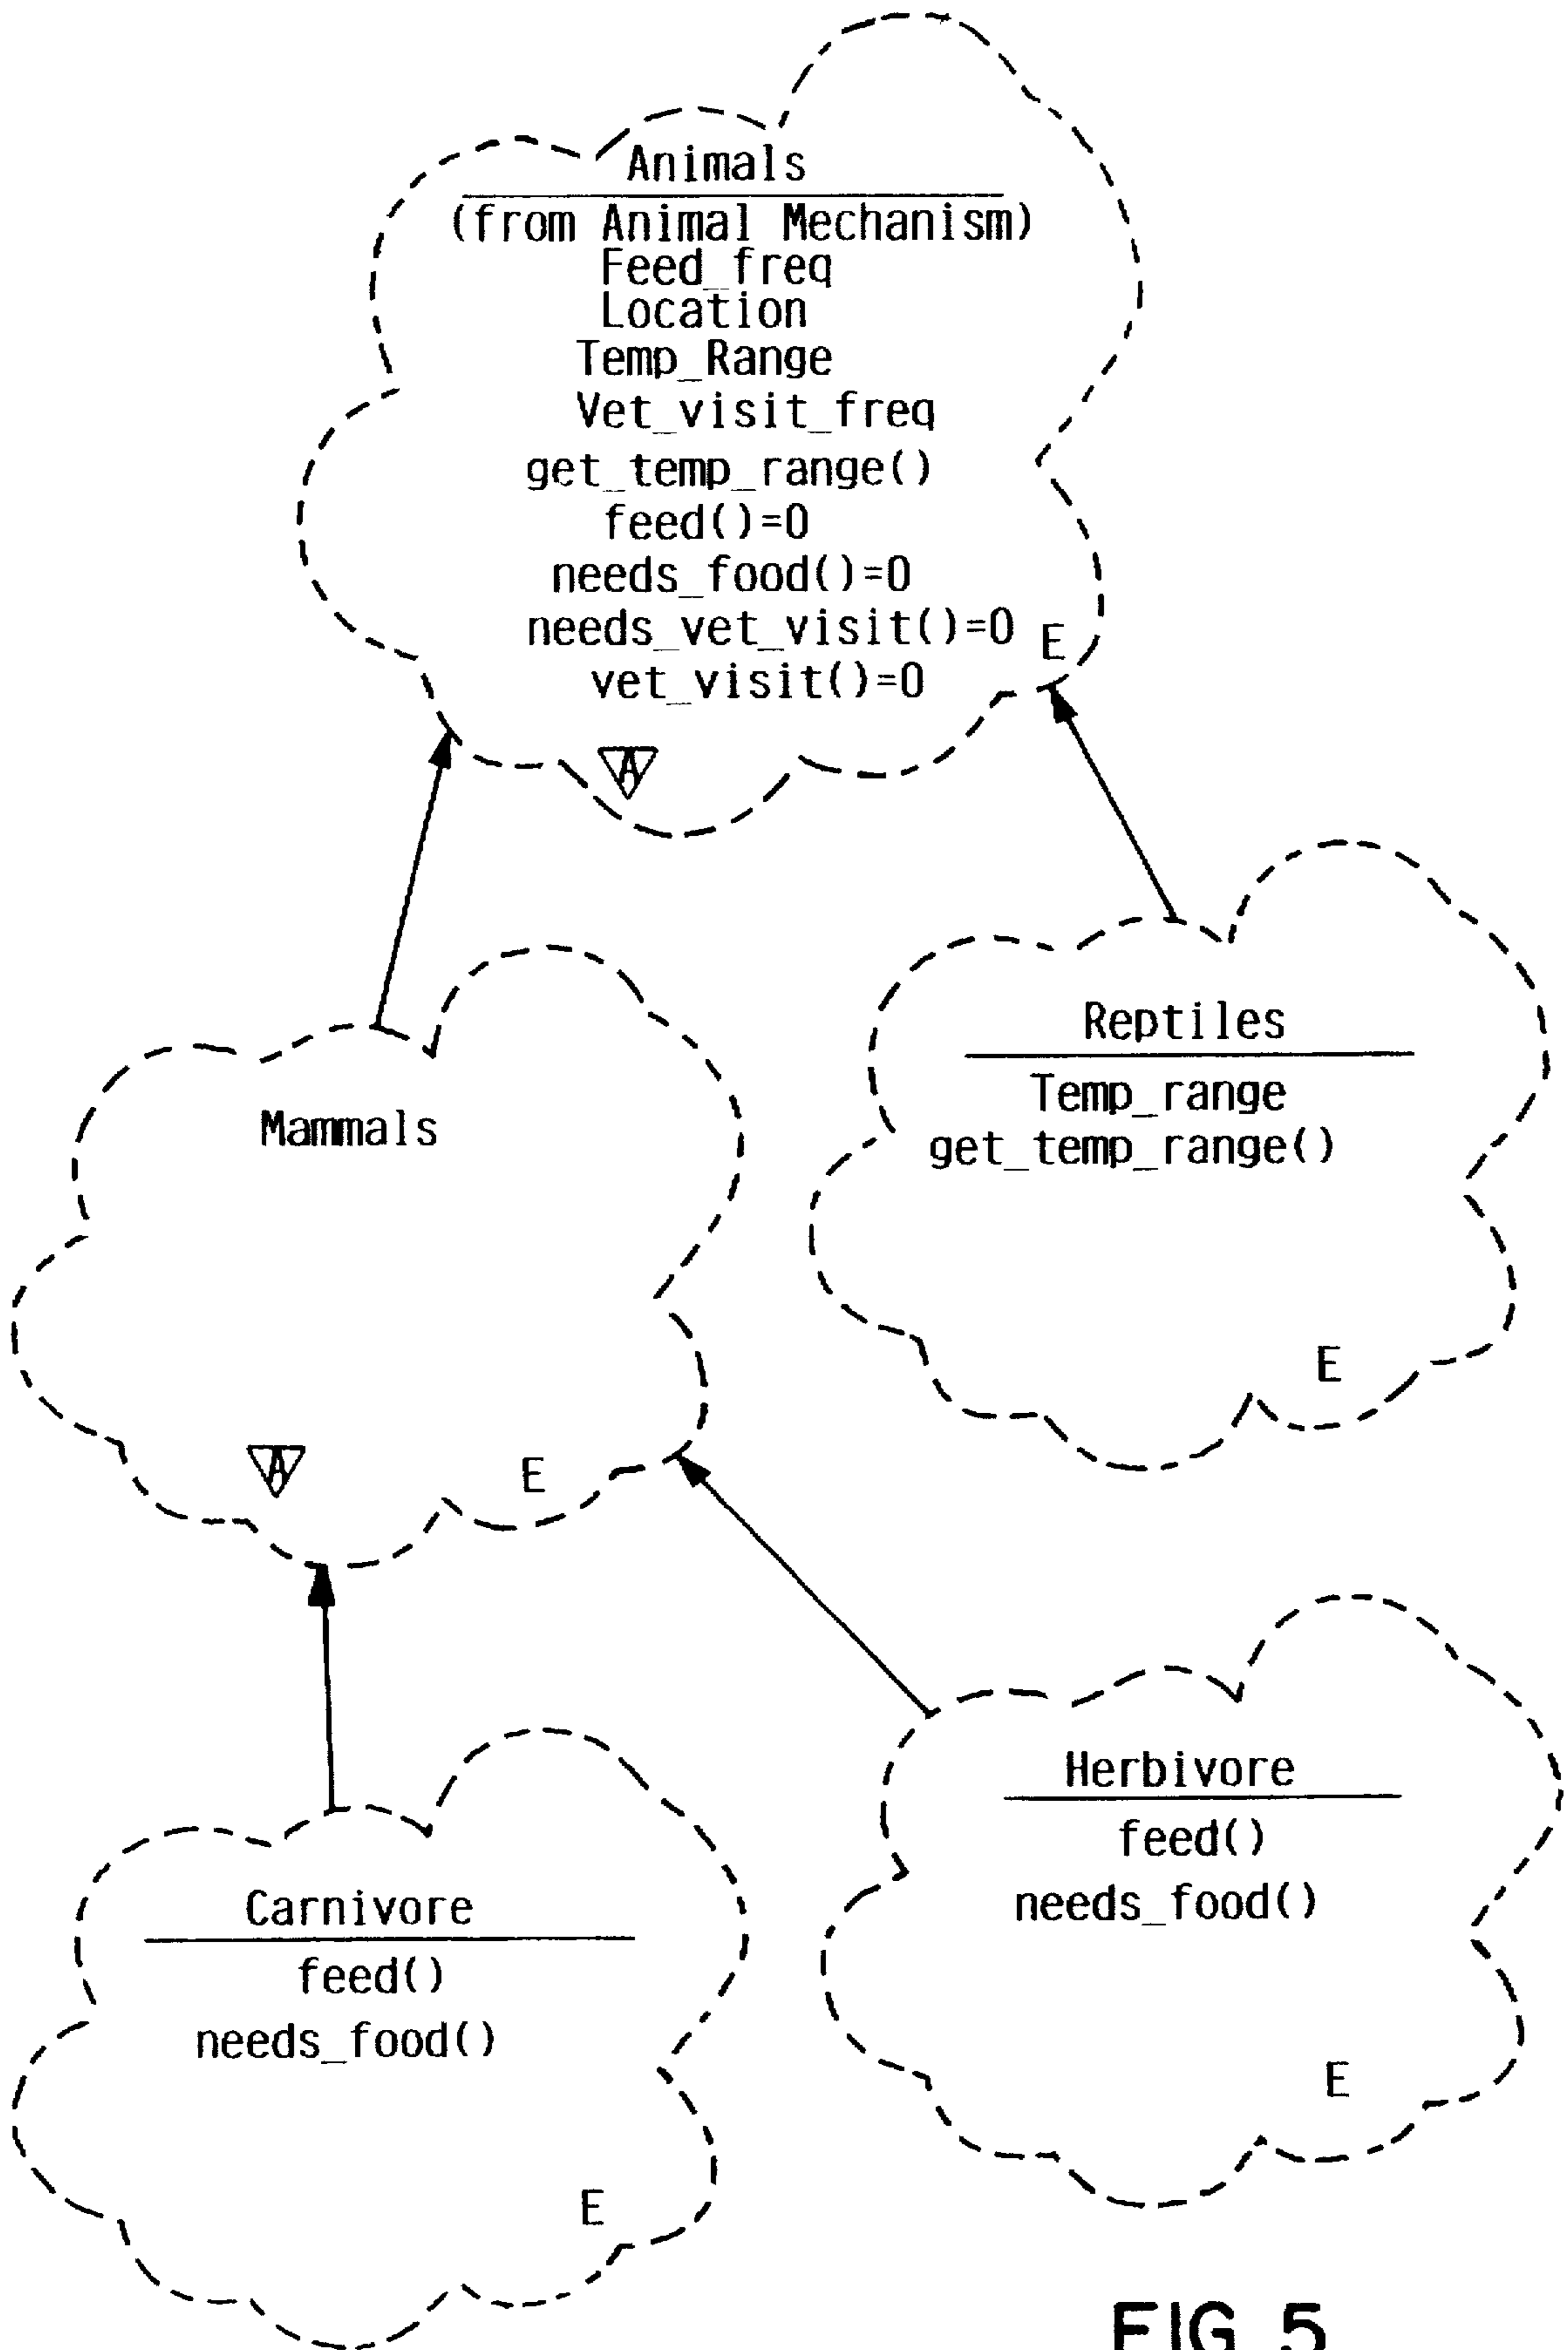 Animals
(from Animal Mechanism)
Feed_freq
Location
Temp_Range
Vet_visit_freq
get_temp_range()
feed()=0
needs_food()=0
needs_vet_visit()=0
E
vet_visit()=0
A
Reptiles
Temp_range
get_temp_range()
E
Mammals
A
E
Herbivore
feed()
needs_food()
E
Carnivore
feed()
needs_food()
E
FIG. 5